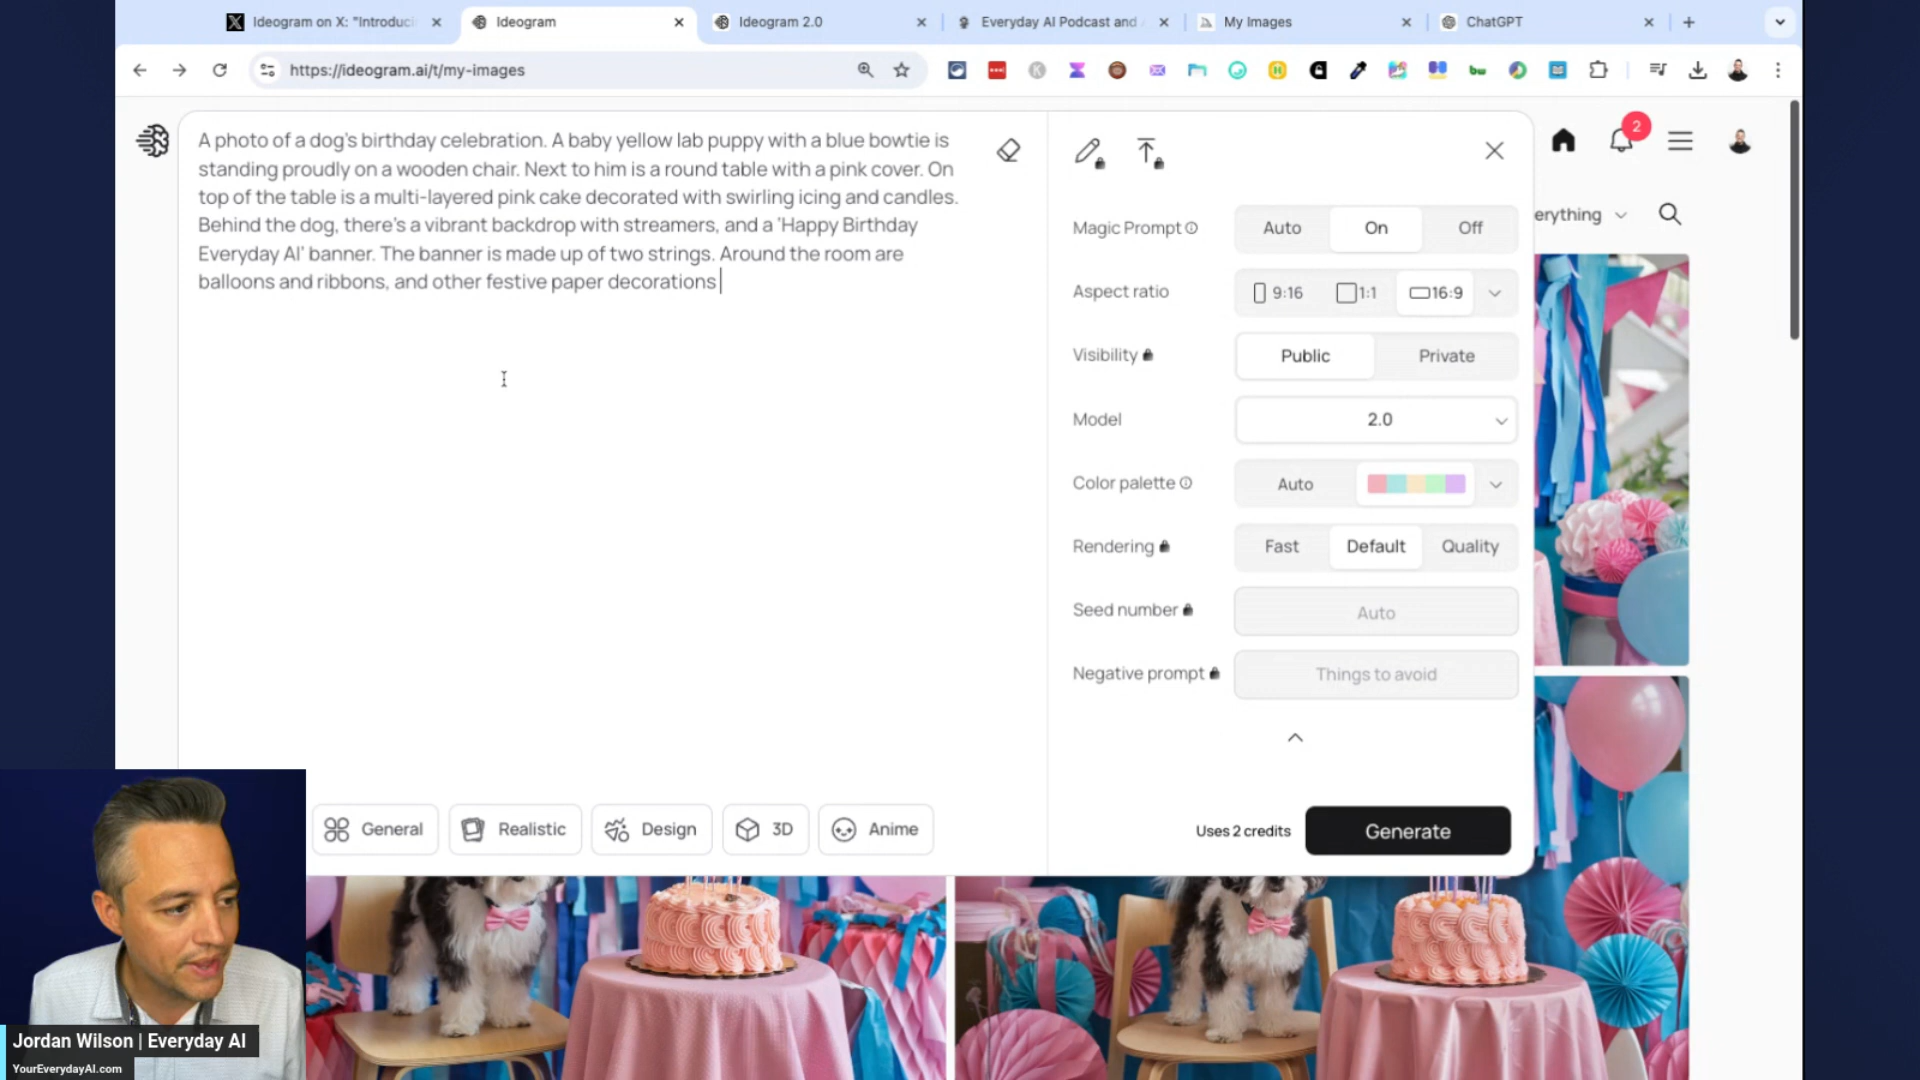 Ideogram on X: "Introduci
Ideogram
Ideogram 2.0
Everyday AI Podcast and
My Images
ChatGPT
https://ideogram.ai/t/my-images
A photo of a dog's birthday celebration. A baby yellow lab puppy with a blue bowtie is
standing proudly on a wooden chair. Next to him is a round table with a pink cover. On
top of the table is a multi-layered pink cake decorated with swirling icing and candles.
Behind the dog, there's a vibrant backdrop with streamers, and a 'Happy Birthday
Everyday AI' banner. The banner is made up of two strings. Around the room are
balloons and ribbons, and other festive paper decorations
2
erything
Magic Prompt
Auto
On
Off
Aspect ratio
9:16
1:1
16:9
Visibility
Public
Private
Model
2.0
Color palette
Auto
Rendering
Fast
Default
Quality
Seed number
Auto
Negative prompt
Things to avoid
General
Realistic
Design
3D
Anime
Uses 2 credits
Generate
Jordan Wilson | Everyday AI
YourEverydayAI.com